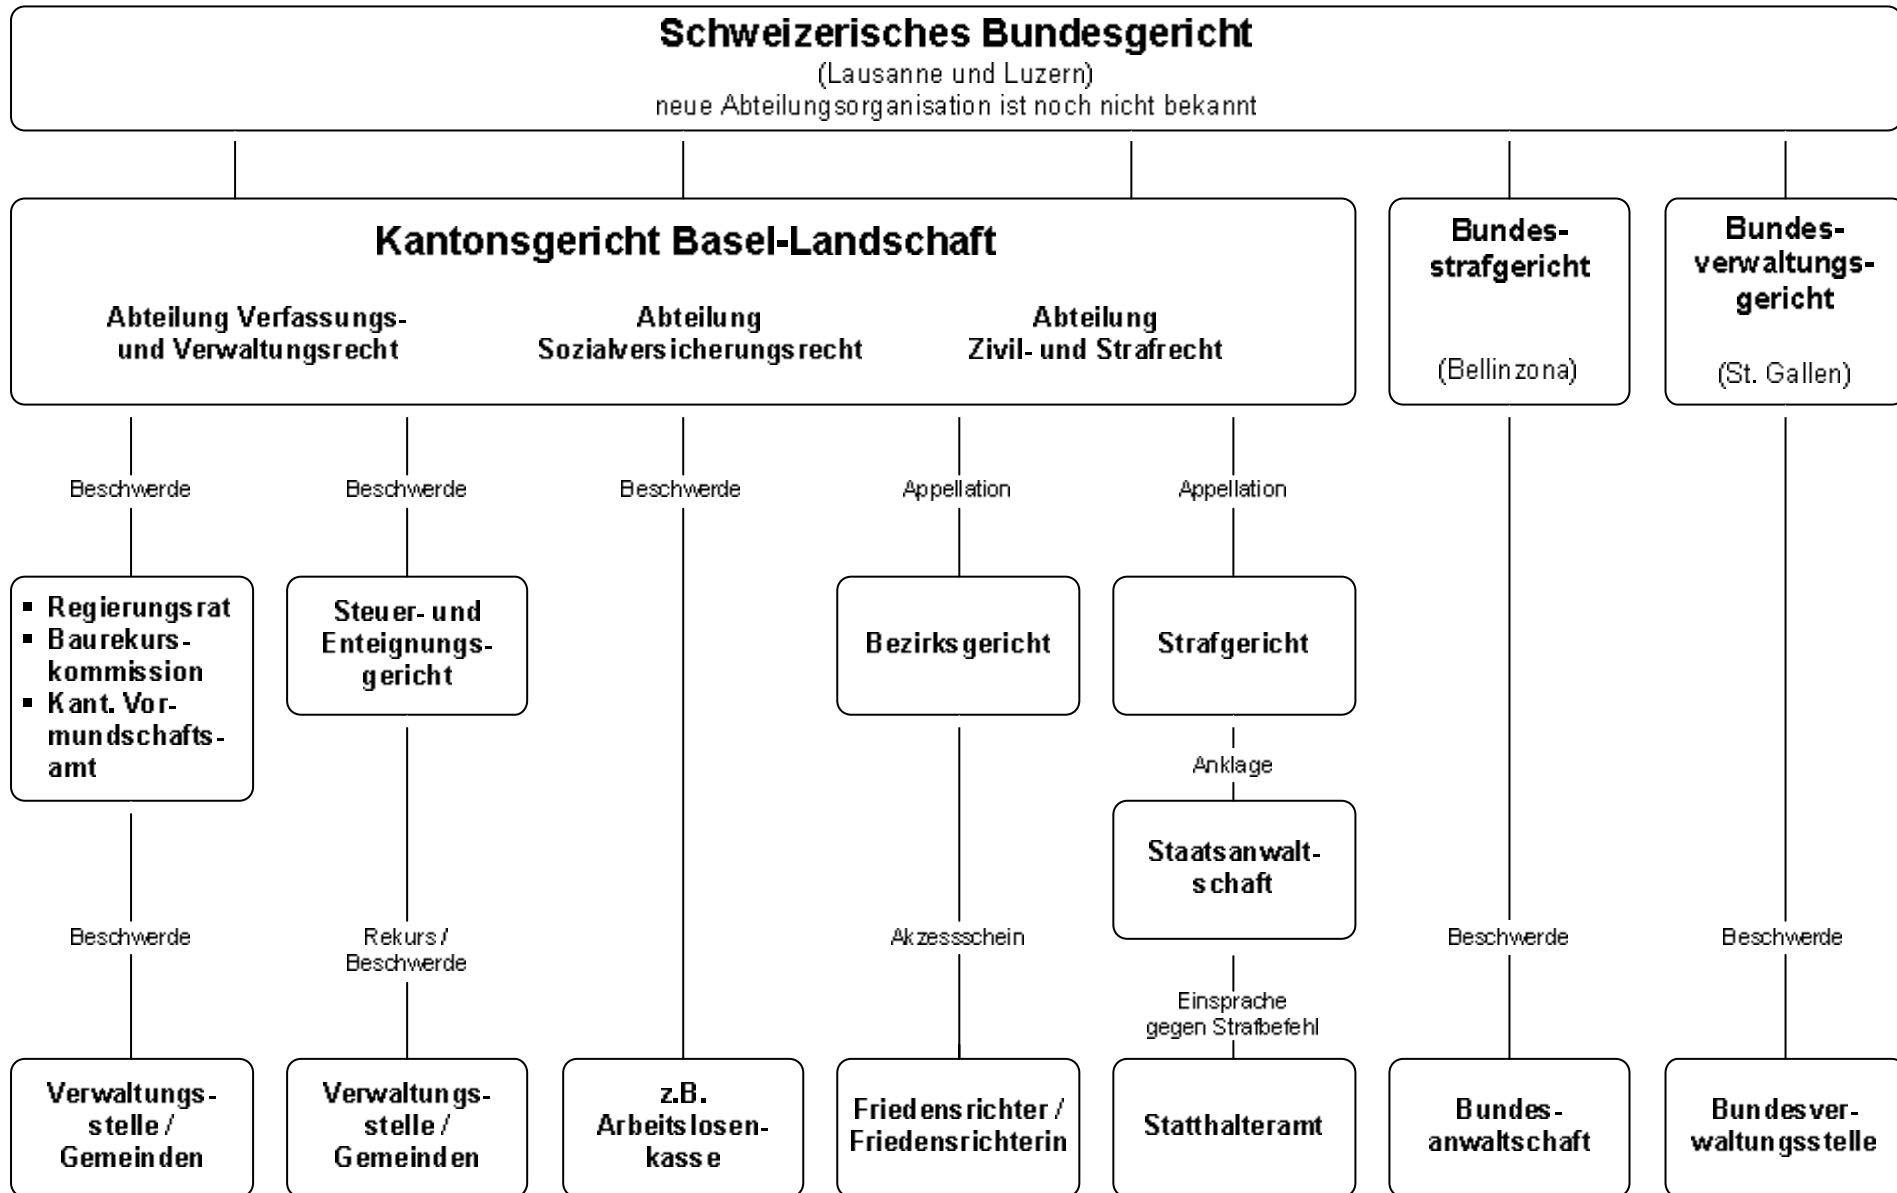 Schweizerisches Bundesgericht
(Lausanne und Luzern)
neue Abteilungsorganisation ist noch nicht bekannt
Kantonsgericht Basel-Landschaft
Abteilung Verfassungs-
und Verwaltungsrecht
Abteilung
Sozialversicherungsrecht
Abteilung
Zivil- und Strafrecht
Bundes-
strafgericht
(Bellinzona)
Bundes-
verwaltungs-
gericht
(St. Gallen)
Beschwerde
Beschwerde
Beschwerde
Appellation
Appellation
▪ Regierungsrat
▪ Baurekurs-
kommission
▪ Kant. Vor-
mundschafts-
amt
Steuer- und
Enteignungs-
gericht
Bezirksgericht
Strafgericht
Anklage
Staatsanwalt-
schaft
Beschwerde
Rekurs /
Beschwerde
Akzessschein
Einsprache
gegen Strafbefehl
Beschwerde
Beschwerde
Verwaltungs-
stelle /
Gemeinden
Verwaltungs-
stelle /
Gemeinden
z.B.
Arbeitslosen-
kasse
Friedensrichter /
Friedensrichterin
Statthalteramt
Bundes-
anwaltschaft
Bundesver-
waltungsstelle